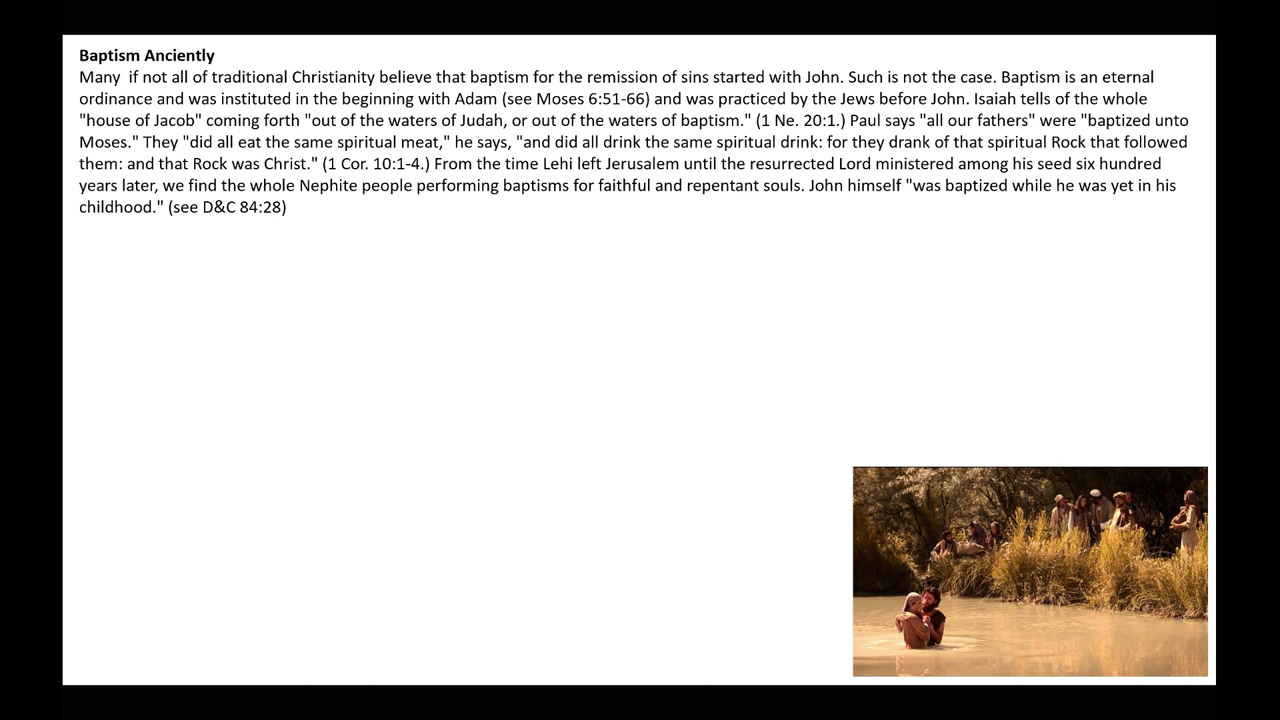 Baptism Anciently
Many  if not all of traditional Christianity believe that baptism for the remission of sins started with John. Such is not the case. Baptism is an eternal
ordinance and was instituted in the beginning with Adam (see Moses 6:51-66) and was practiced by the Jews before John. Isaiah tells of the whole
"house of Jacob" coming forth "out of the waters of Judah, or out of the waters of baptism." (1 Ne. 20:1.) Paul says "all our fathers" were "baptized unto
Moses." They "did all eat the same spiritual meat," he says, "and did all drink the same spiritual drink: for they drank of that spiritual Rock that followed
them: and that Rock was Christ." (1 Cor. 10:1-4.) From the time Lehi left Jerusalem until the resurrected Lord ministered among his seed six hundred
years later, we find the whole Nephite people performing baptisms for faithful and repentant souls. John himself "was baptized while he was yet in his
childhood." (see D&C 84:28)